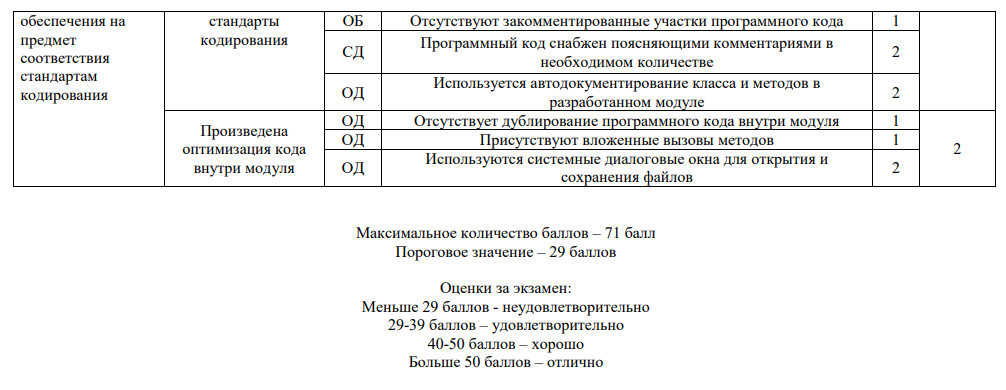 обеспечения на
предмет
соответствия
стандартам
кодирования
стандарты
кодирования
ОБ
Отсутствуют закомментированные участки программного кода
1
СД
Программный код снабжен поясняющими комментариями в
необходимом количестве
2
ОД
Используется автодокументирование класса и методов в
разработанном модуле
2
Произведена
оптимизация кода
внутри модуля
ОД
Отсутствует дублирование программного кода внутри модуля
1
ОД
Присутствуют вложенные вызовы методов
1
ОД
Используются системные диалоговые окна для открытия и
сохранения файлов
2
2
Максимальное количество баллов – 71 балл
Пороговое значение – 29 баллов
Оценки за экзамен:
Меньше 29 баллов - неудовлетворительно
29-39 баллов – удовлетворительно
40-50 баллов – хорошо
Больше 50 баллов – отлично